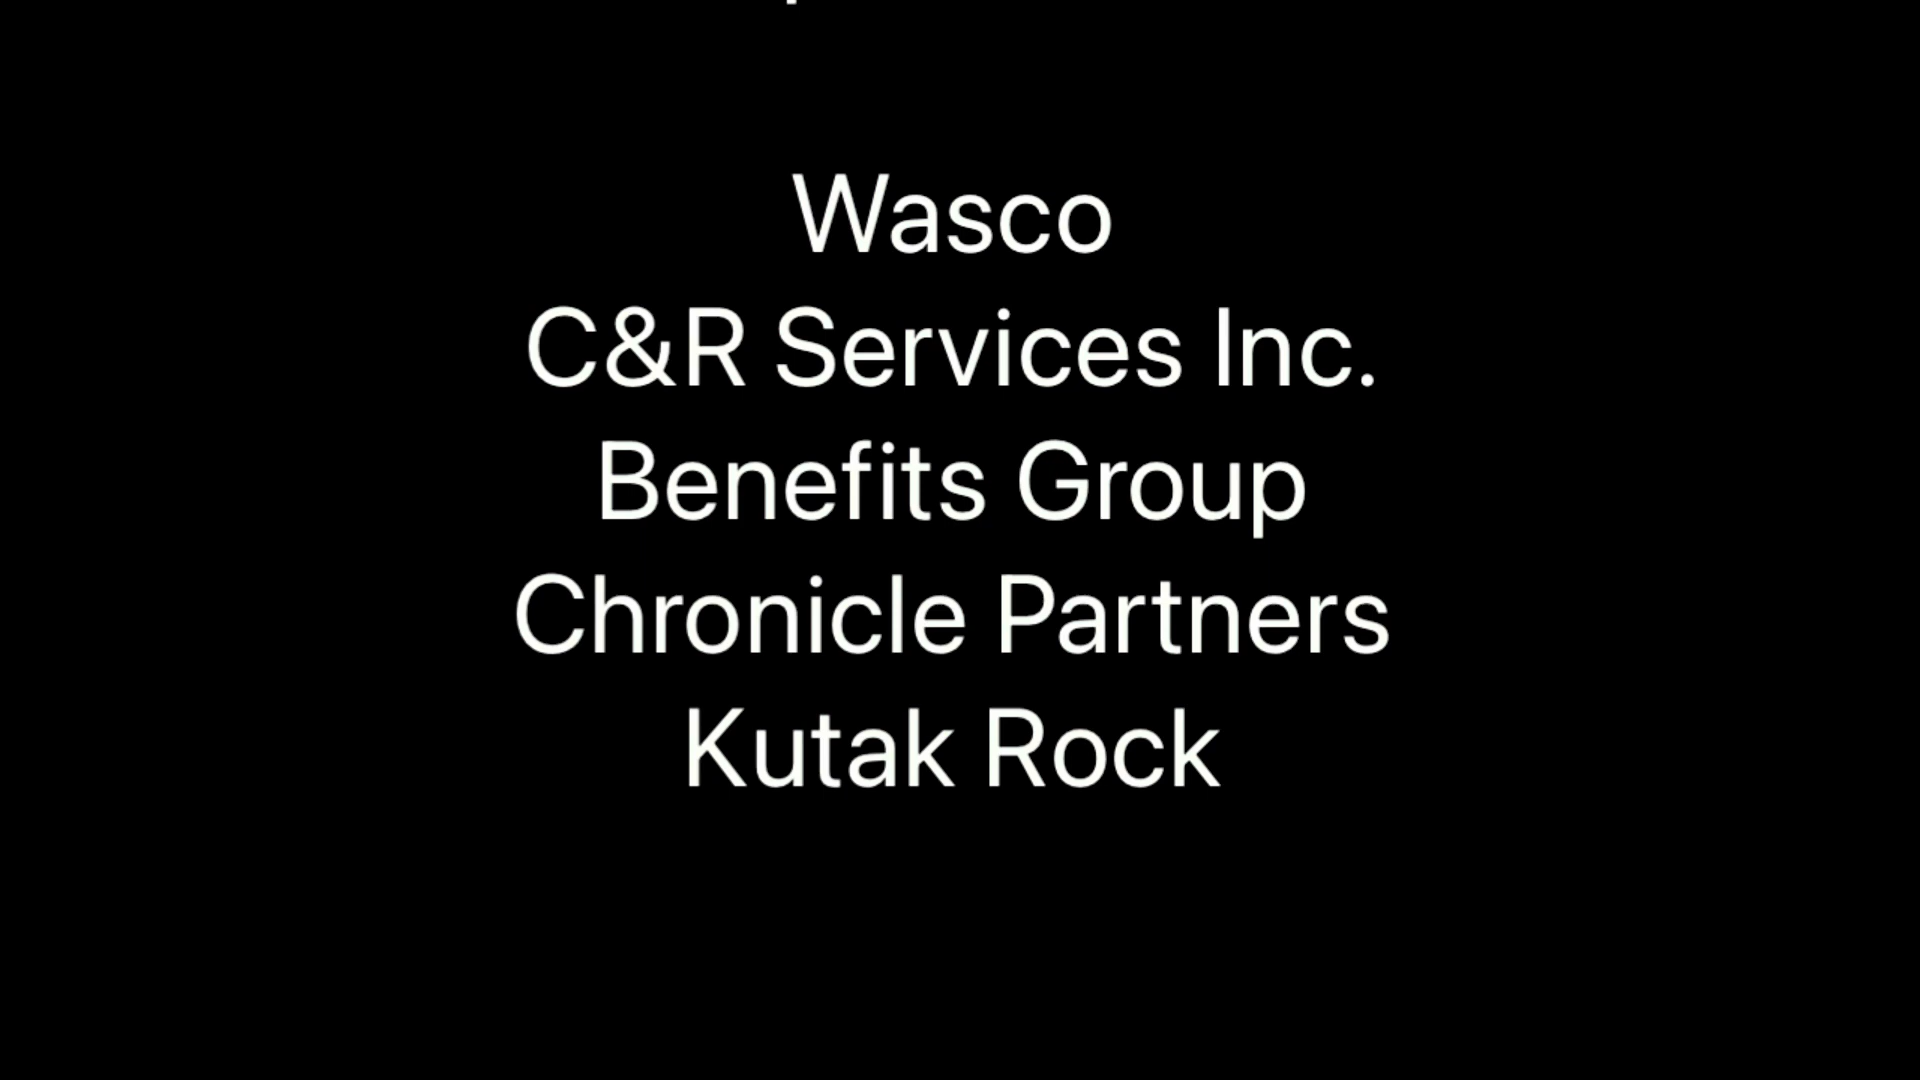 Wasco
C&R Services Inc.
Benefits Group
Chronicle Partners
Kutak Rock